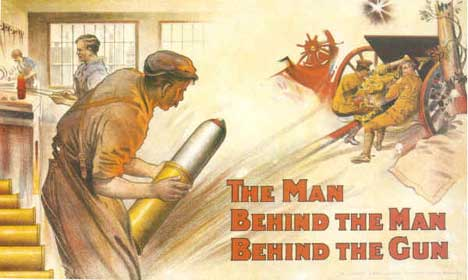 THE MAN
BEHIND THE MAN
BEHIND THE GUN